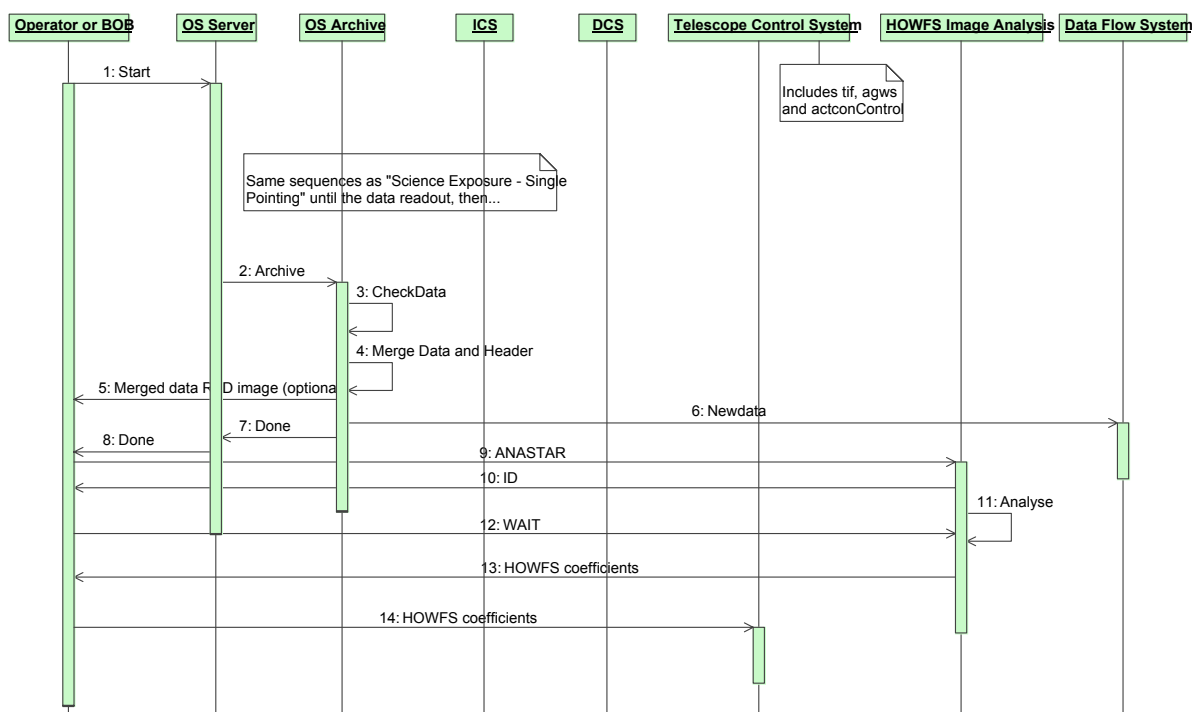 Operator or BOB
OS Server
OS Archive
ICS
DCS
Telescope Control System
HOWFS Image Analysis
Data Flow System
1: Start
Includes tif, agws
and actconControl
Same sequences as "Science Exposure - Single
Pointing" until the data readout, then...
2: Archive
3: CheckData
4: Merge Data and Header
5: Merged data R D image (optiona
6: Newdata
7: Done
8: Done
9: ANASTAR
10: ID
11: Analyse
12: WAIT
13: HOWFS coefficients
14: HOWFS coefficients